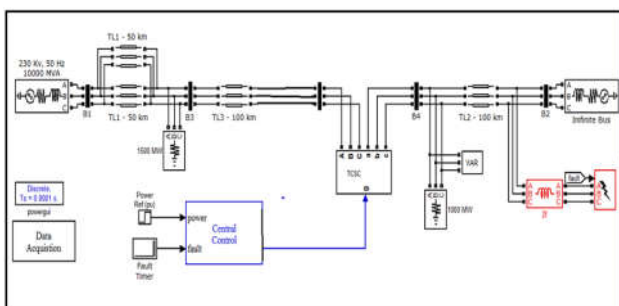 TL1 - 50 km
230 Kv, 50 Hz
10000 MVA
A
B
C
B1
TL1 - 50 km
B3
TL3 - 100 km
B4
TL2 - 100 km
B2
A
B
C
Infinite Bus
A B C
1500 MW
A B C a b c
TCSC
VAR
A B C
1000 MW
fault
A
B
C
A
B
C
Discrete,
Ts = 0.0001 s
powergui
Data
Acquistion
Power
Ref (pu)
power
fault
Central
Control
Fault
Timer